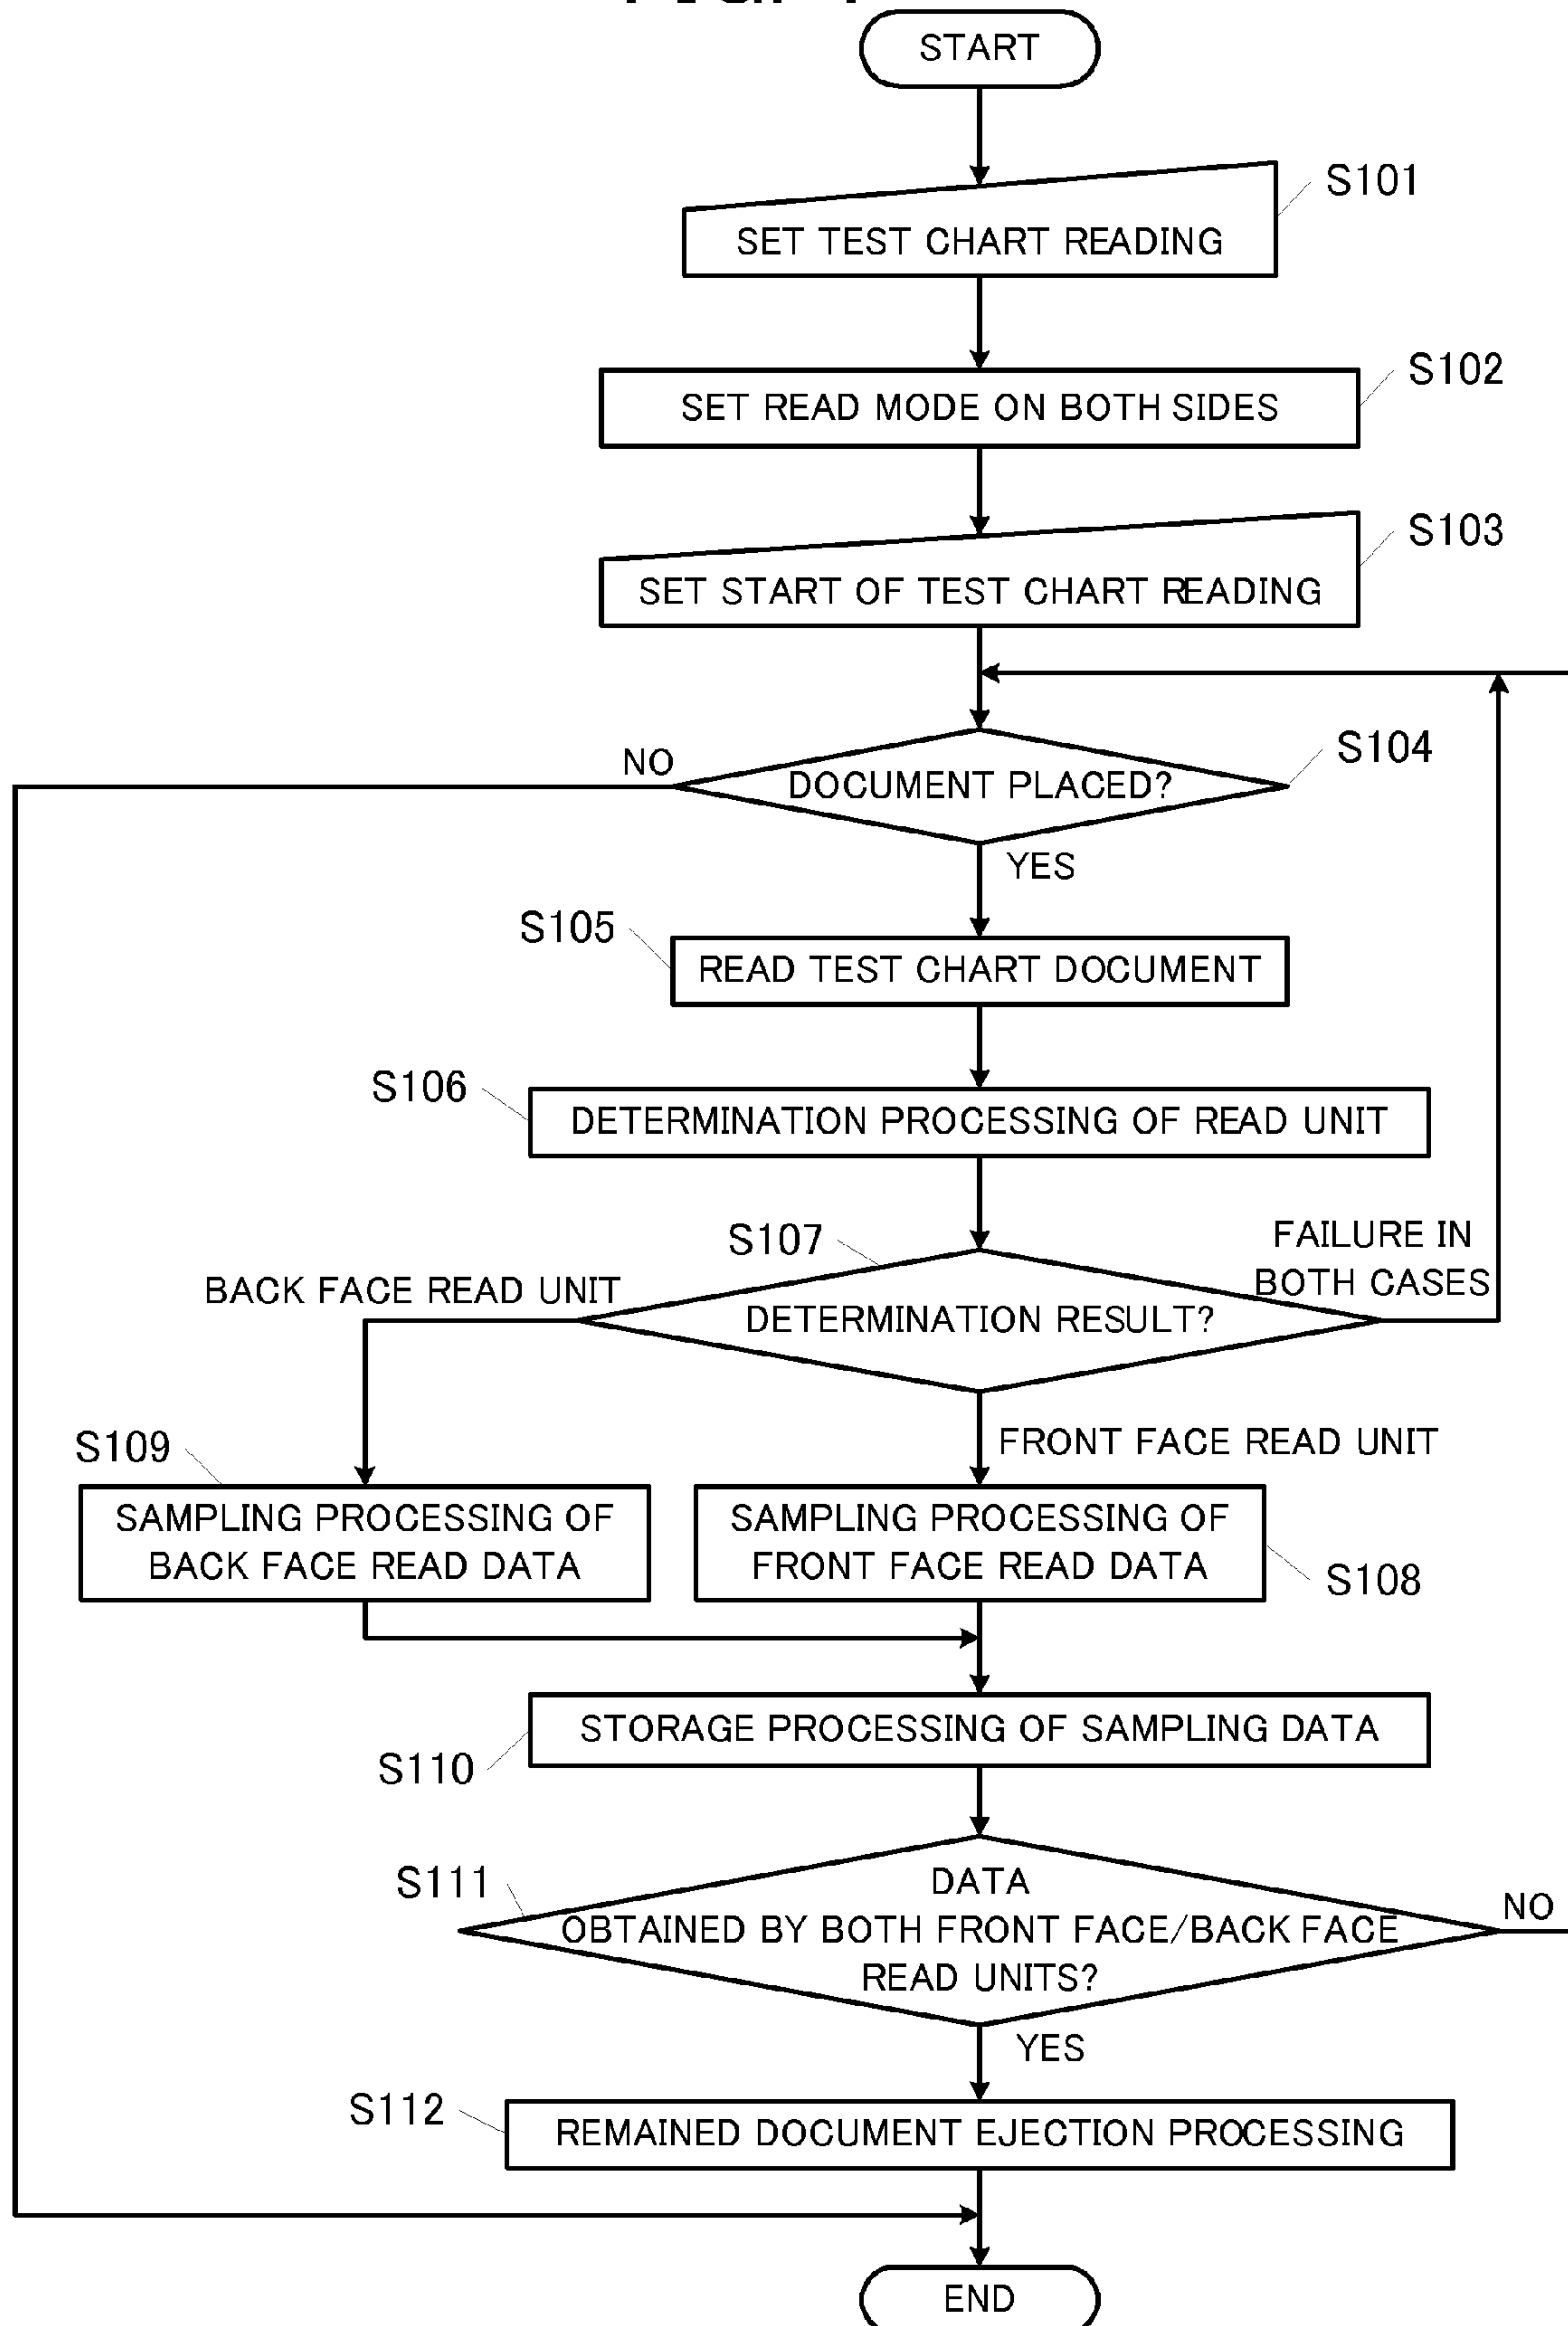 START
S101
SET TEST CHART READING
S102
SET READ MODE ON BOTH SIDES
S103
SET START OF TEST CHART READING
S104
NO
DOCUMENT PLACED?
YES
S105
READ TEST CHART DOCUMENT
S106
DETERMINATION PROCESSING OF READ UNIT
S107
FAILURE IN
BOTH CASES
BACK FACE READ UNIT
DETERMINATION RESULT?
FRONT FACE READ UNIT
S109
SAMPLING PROCESSING OF
BACK FACE READ DATA
SAMPLING PROCESSING OF
FRONT FACE READ DATA
S108
STORAGE PROCESSING OF SAMPLING DATA
S110
S111
DATA
OBTAINED BY BOTH FRONT FACE/BACK FACE
READ UNITS?
NO
YES
S112
REMAINED DOCUMENT EJECTION PROCESSING
END